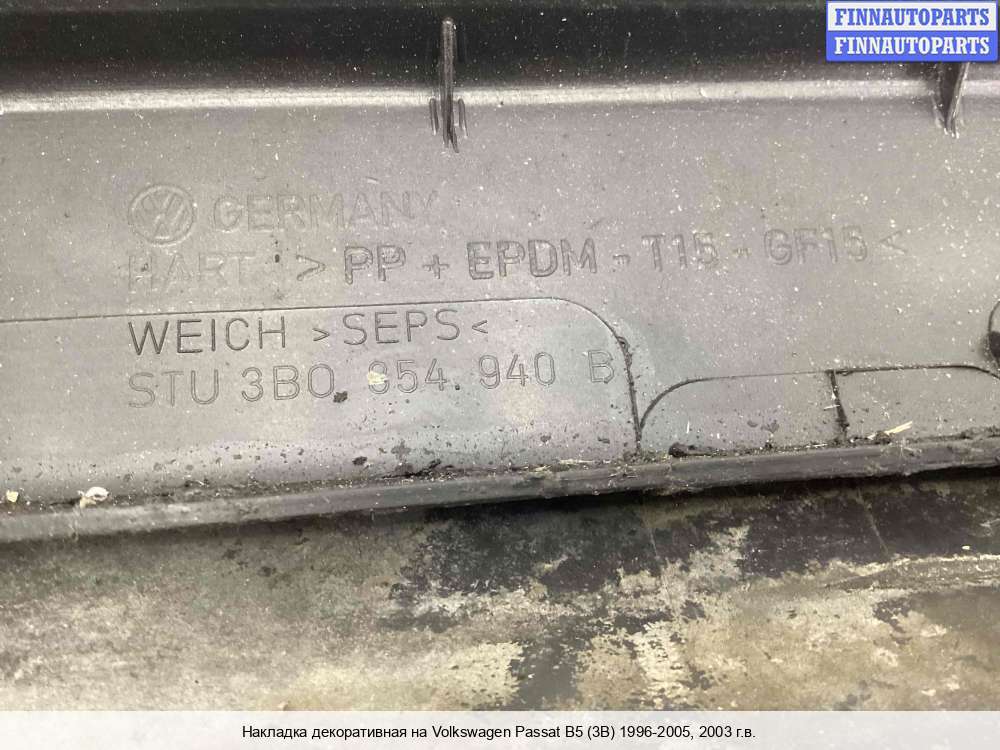 FINNAUTOPARTS
FINNAUTOPARTS
VW GERMANY
HART >PP + EPDM - T15 - GF15<
WEICH >SEPS<
STU 3B0 854 940 B
Накладка декоративная на Volkswagen Passat B5 (3B) 1996-2005, 2003 г.в.